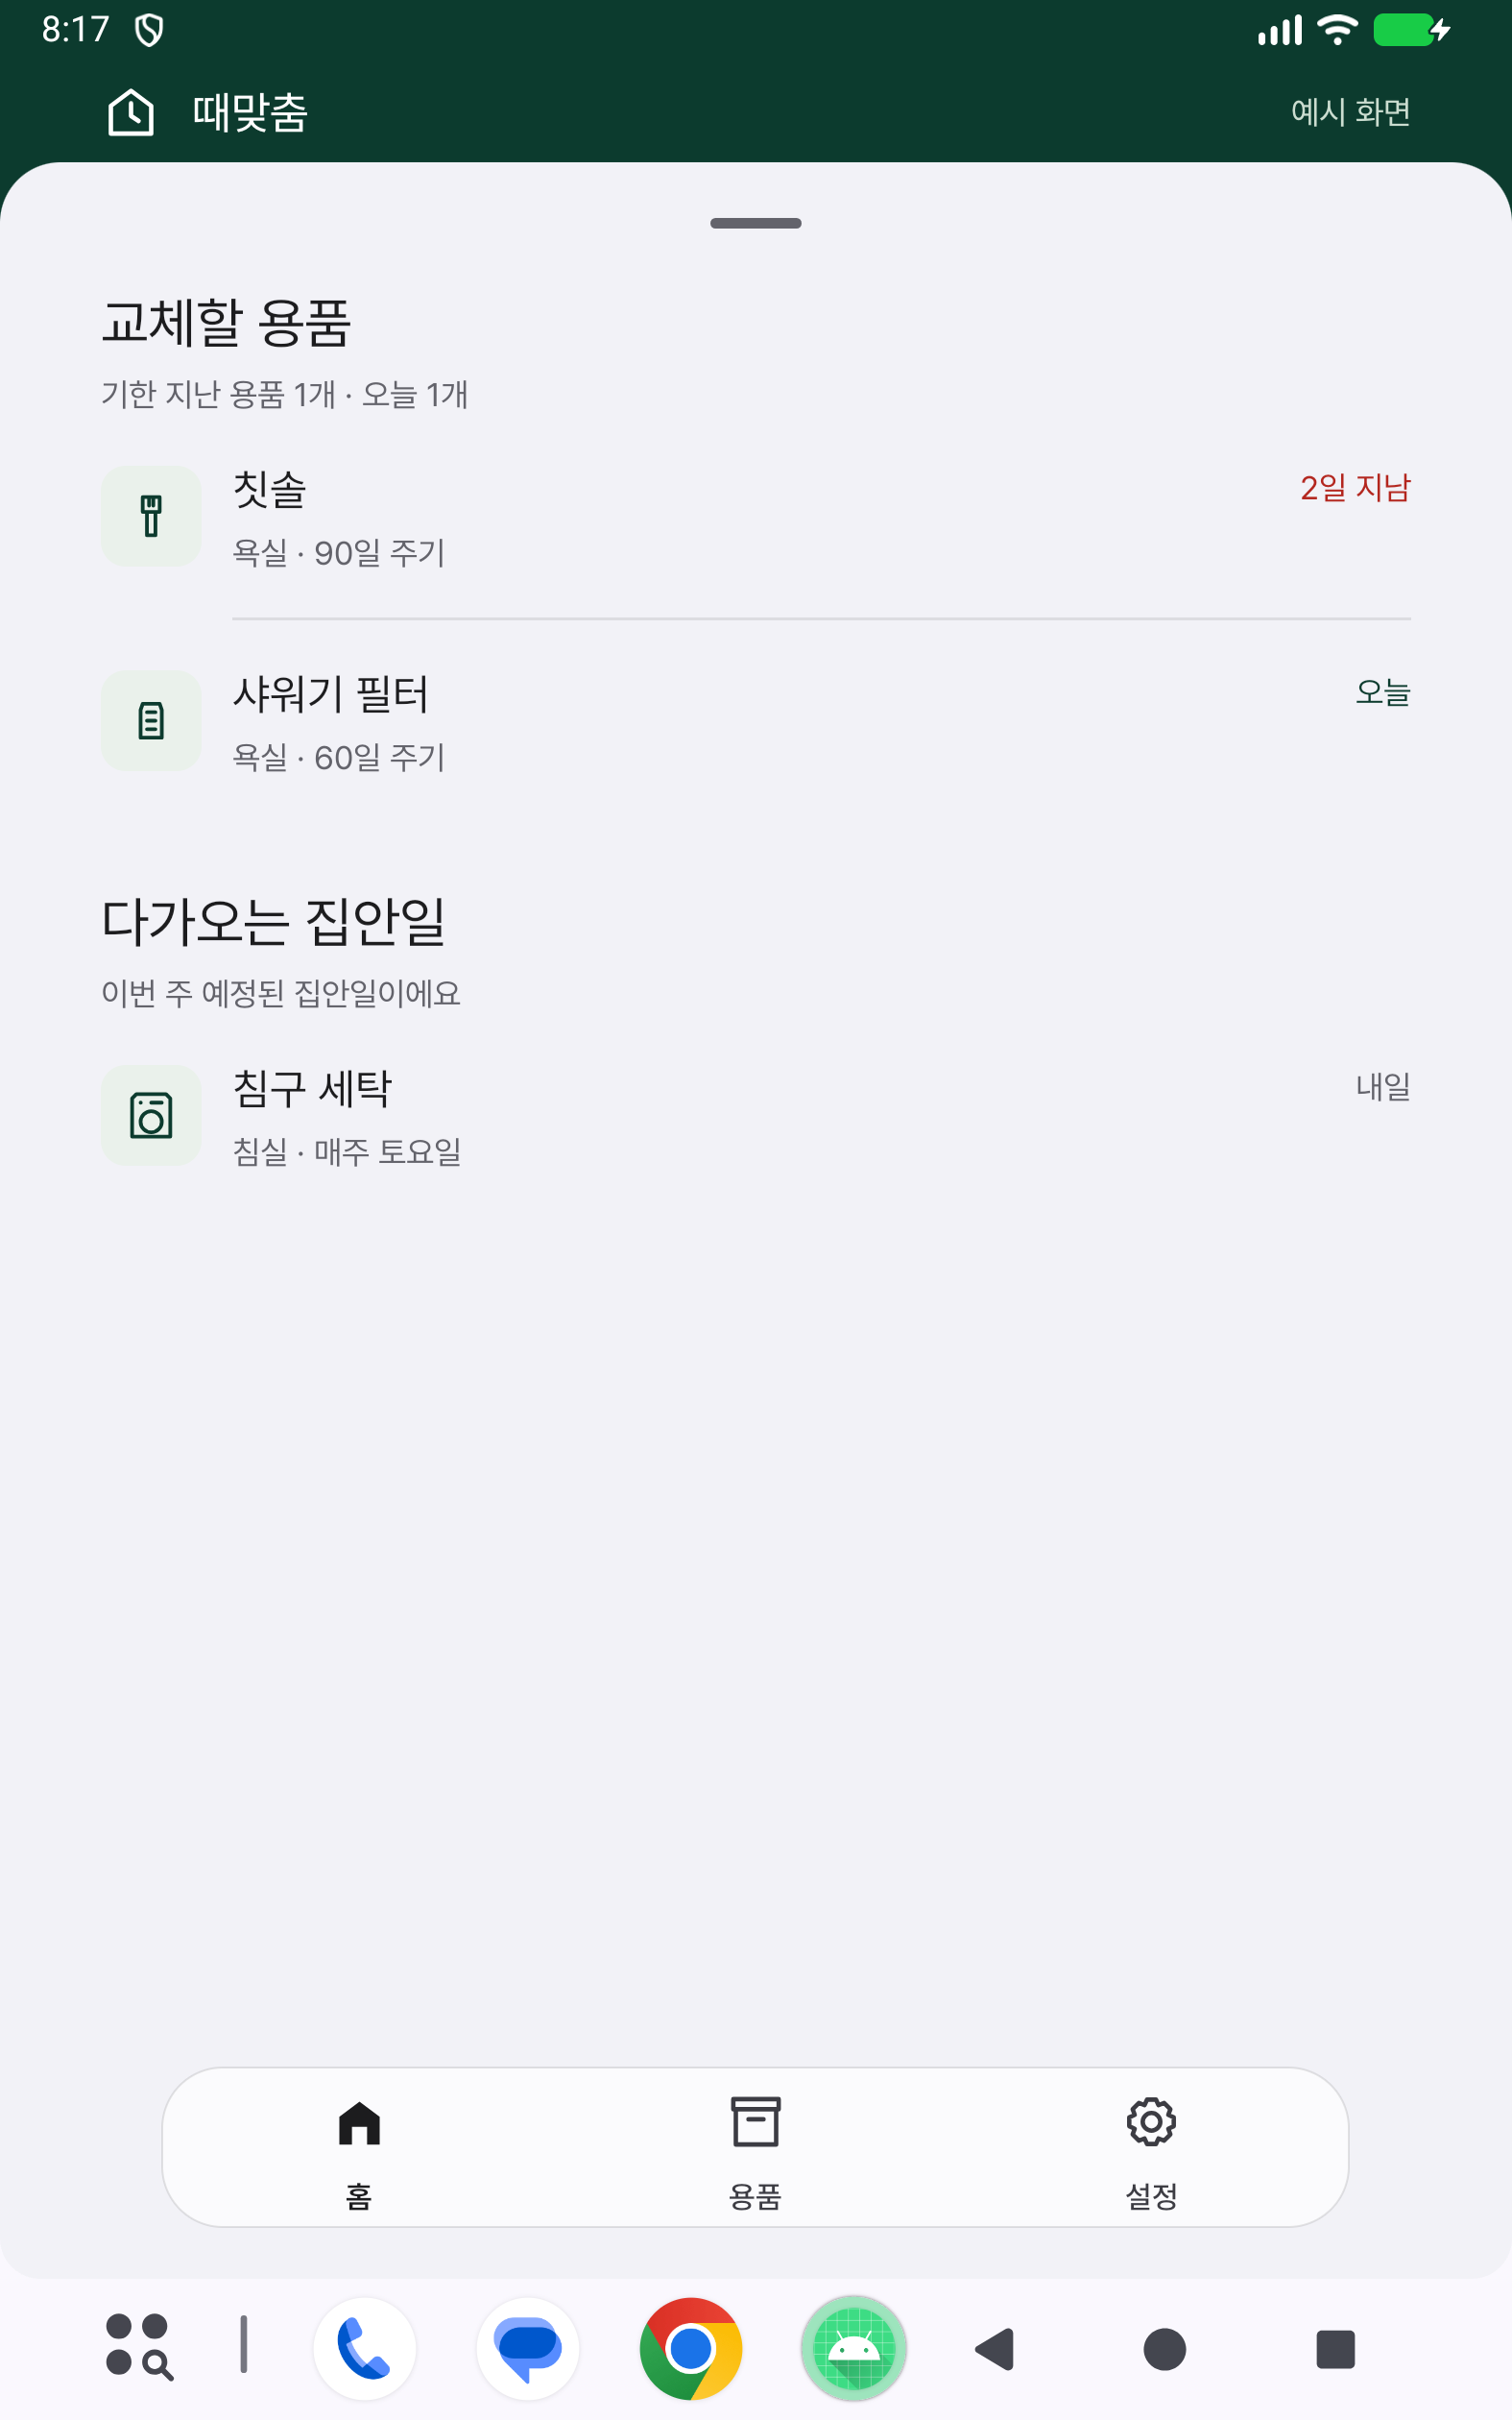 8:17
때맞춤
예시 화면
교체할 용품
기한 지난 용품 1개 · 오늘 1개
칫솔
2일 지남
욕실 · 90일 주기
샤워기 필터
오늘
욕실 · 60일 주기
다가오는 집안일
이번 주 예정된 집안일이에요
침구 세탁
내일
침실 · 매주 토요일
홈
용품
설정